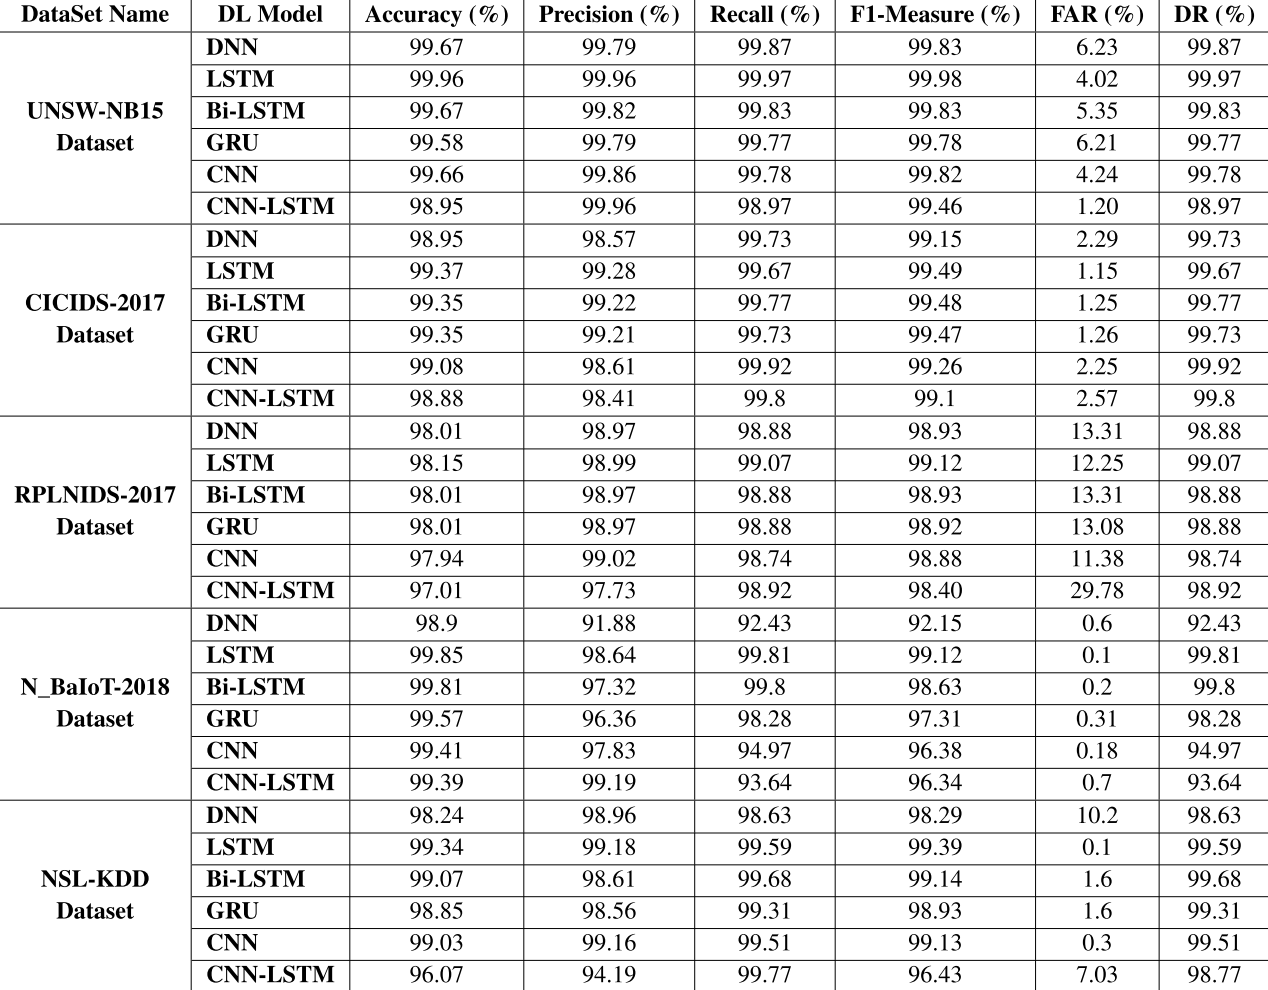 DataSet Name DL Model Accuracy (%) Precision (%) Recall (%) F1-Measure (%) FAR (%) DR (%)
DNN 99.67 99.79 99.87 99.83 6.23 99.87
LSTM 99.96 99.96 99.97 99.98 4.02 99.97
UNSW-NB15 Bi-LSTM 99.67 99.82 99.83 99.83 5.35 99.83
Dataset GRU 99.58 99.79 99.77 99.78 6.21 99.77
CNN 99.66 99.86 99.78 99.82 4.24 99.78
CNN-LSTM 98.95 99.96 98.97 99.46 1.20 98.97
DNN 98.95 98.57 99.73 99.15 2.29 99.73
LSTM 99.37 99.28 99.67 99.49 1.15 99.67
CICIDS-2017 Bi-LSTM 99.35 99.22 99.77 99.48 1.25 99.77
Dataset GRU 99.35 99.21 99.73 99.47 1.26 99.73
CNN 99.08 98.61 99.92 99.26 2.25 99.92
CNN-LSTM 98.88 98.41 99.8 99.1 2.57 99.8
DNN 98.01 98.97 98.88 98.93 13.31 98.88
LSTM 98.15 98.99 99.07 99.12 12.25 99.07
RPLNIDS-2017 Bi-LSTM 98.01 98.97 98.88 98.93 13.31 98.88
Dataset GRU 98.01 98.97 98.88 98.92 13.08 98.88
CNN 97.94 99.02 98.74 98.88 11.38 98.74
CNN-LSTM 97.01 97.73 98.92 98.40 29.78 98.92
DNN 98.9 91.88 92.43 92.15 0.6 92.43
LSTM 99.85 98.64 99.81 99.12 0.1 99.81
N_BaIoT-2018 Bi-LSTM 99.81 97.32 99.8 98.63 0.2 99.8
Dataset GRU 99.57 96.36 98.28 97.31 0.31 98.28
CNN 99.41 97.83 94.97 96.38 0.18 94.97
CNN-LSTM 99.39 99.19 93.64 96.34 0.7 93.64
DNN 98.24 98.96 98.63 98.29 10.2 98.63
LSTM 99.34 99.18 99.59 99.39 0.1 99.59
NSL-KDD Bi-LSTM 99.07 98.61 99.68 99.14 1.6 99.68
Dataset GRU 98.85 98.56 99.31 98.93 1.6 99.31
CNN 99.03 99.16 99.51 99.13 0.3 99.51
CNN-LSTM 96.07 94.19 99.77 96.43 7.03 98.77